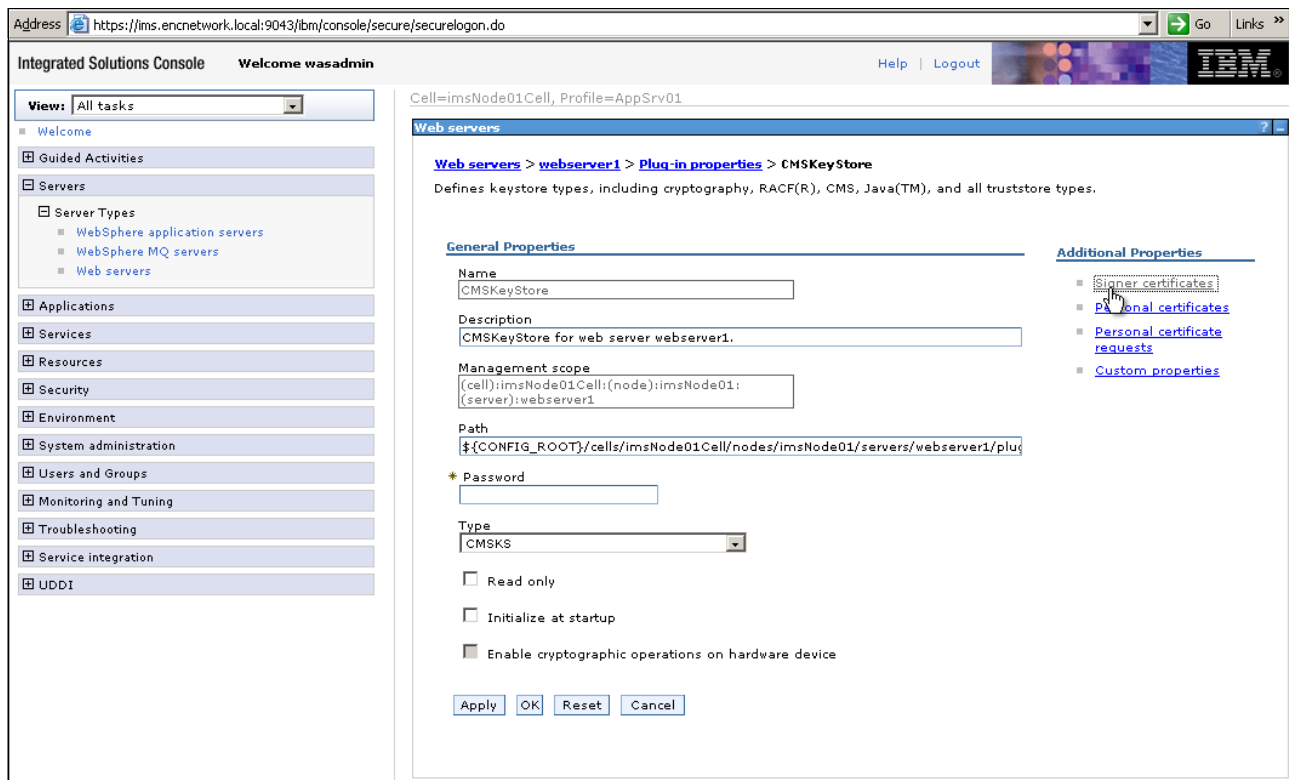 Address https://ims.encnetwork.local:9043/ibm/console/secure/securelogon.do Go Links »
Integrated Solutions Console Welcome wasadmin Help | Logout IBM®
View: All tasks
Welcome
Guided Activities
Servers
Server Types
WebSphere application servers
WebSphere MQ servers
Web servers
Applications
Services
Resources
Security
Environment
System administration
Users and Groups
Monitoring and Tuning
Troubleshooting
Service integration
UDDI
Cell=imsNode01Cell, Profile=AppSrv01
Web servers ? –
Web servers > webserver1 > Plug-in properties > CMSKeyStore
Defines keystore types, including cryptography, RACF(R), CMS, Java(TM), and all truststore types.
General Properties
Name
CMSKeyStore
Description
CMSKeyStore for web server webserver1.
Management scope
(cell):imsNode01Cell:(node):imsNode01:
(server):webserver1
Path
${CONFIG_ROOT}/cells/imsNode01Cell/nodes/imsNode01/servers/webserver1/plug
* Password
Type
CMSKS
Read only
Initialize at startup
Enable cryptographic operations on hardware device
Apply OK Reset Cancel
Additional Properties
Signer certificates
Personal certificates
Personal certificate
requests
Custom properties